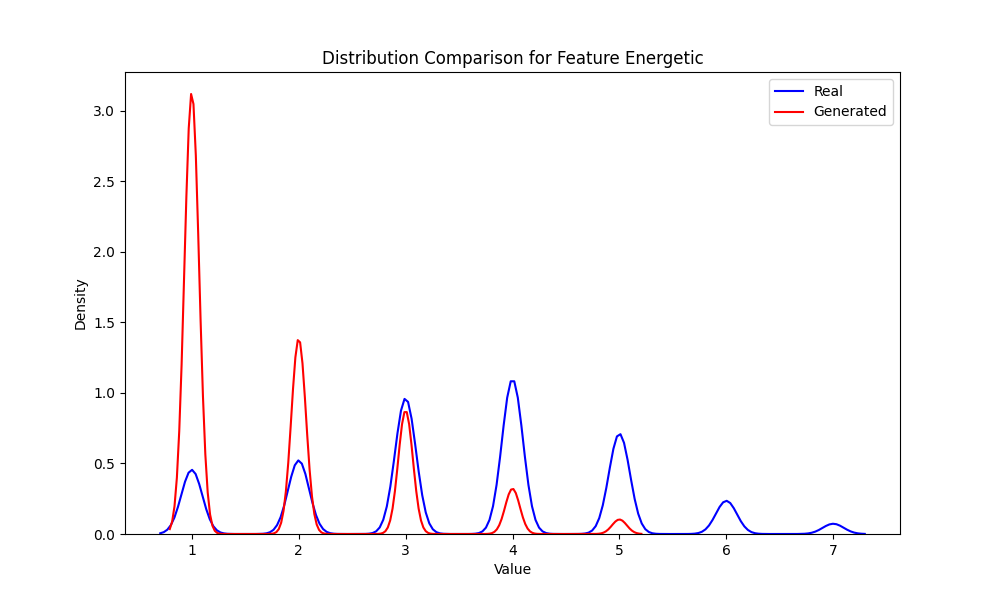 Distribution Comparison for Feature Energetic
Real
Generated
3.0
2.5
2.0
1.5
1.0
0.5
0.0
Density
1 2 3 4 5 6 7
Value